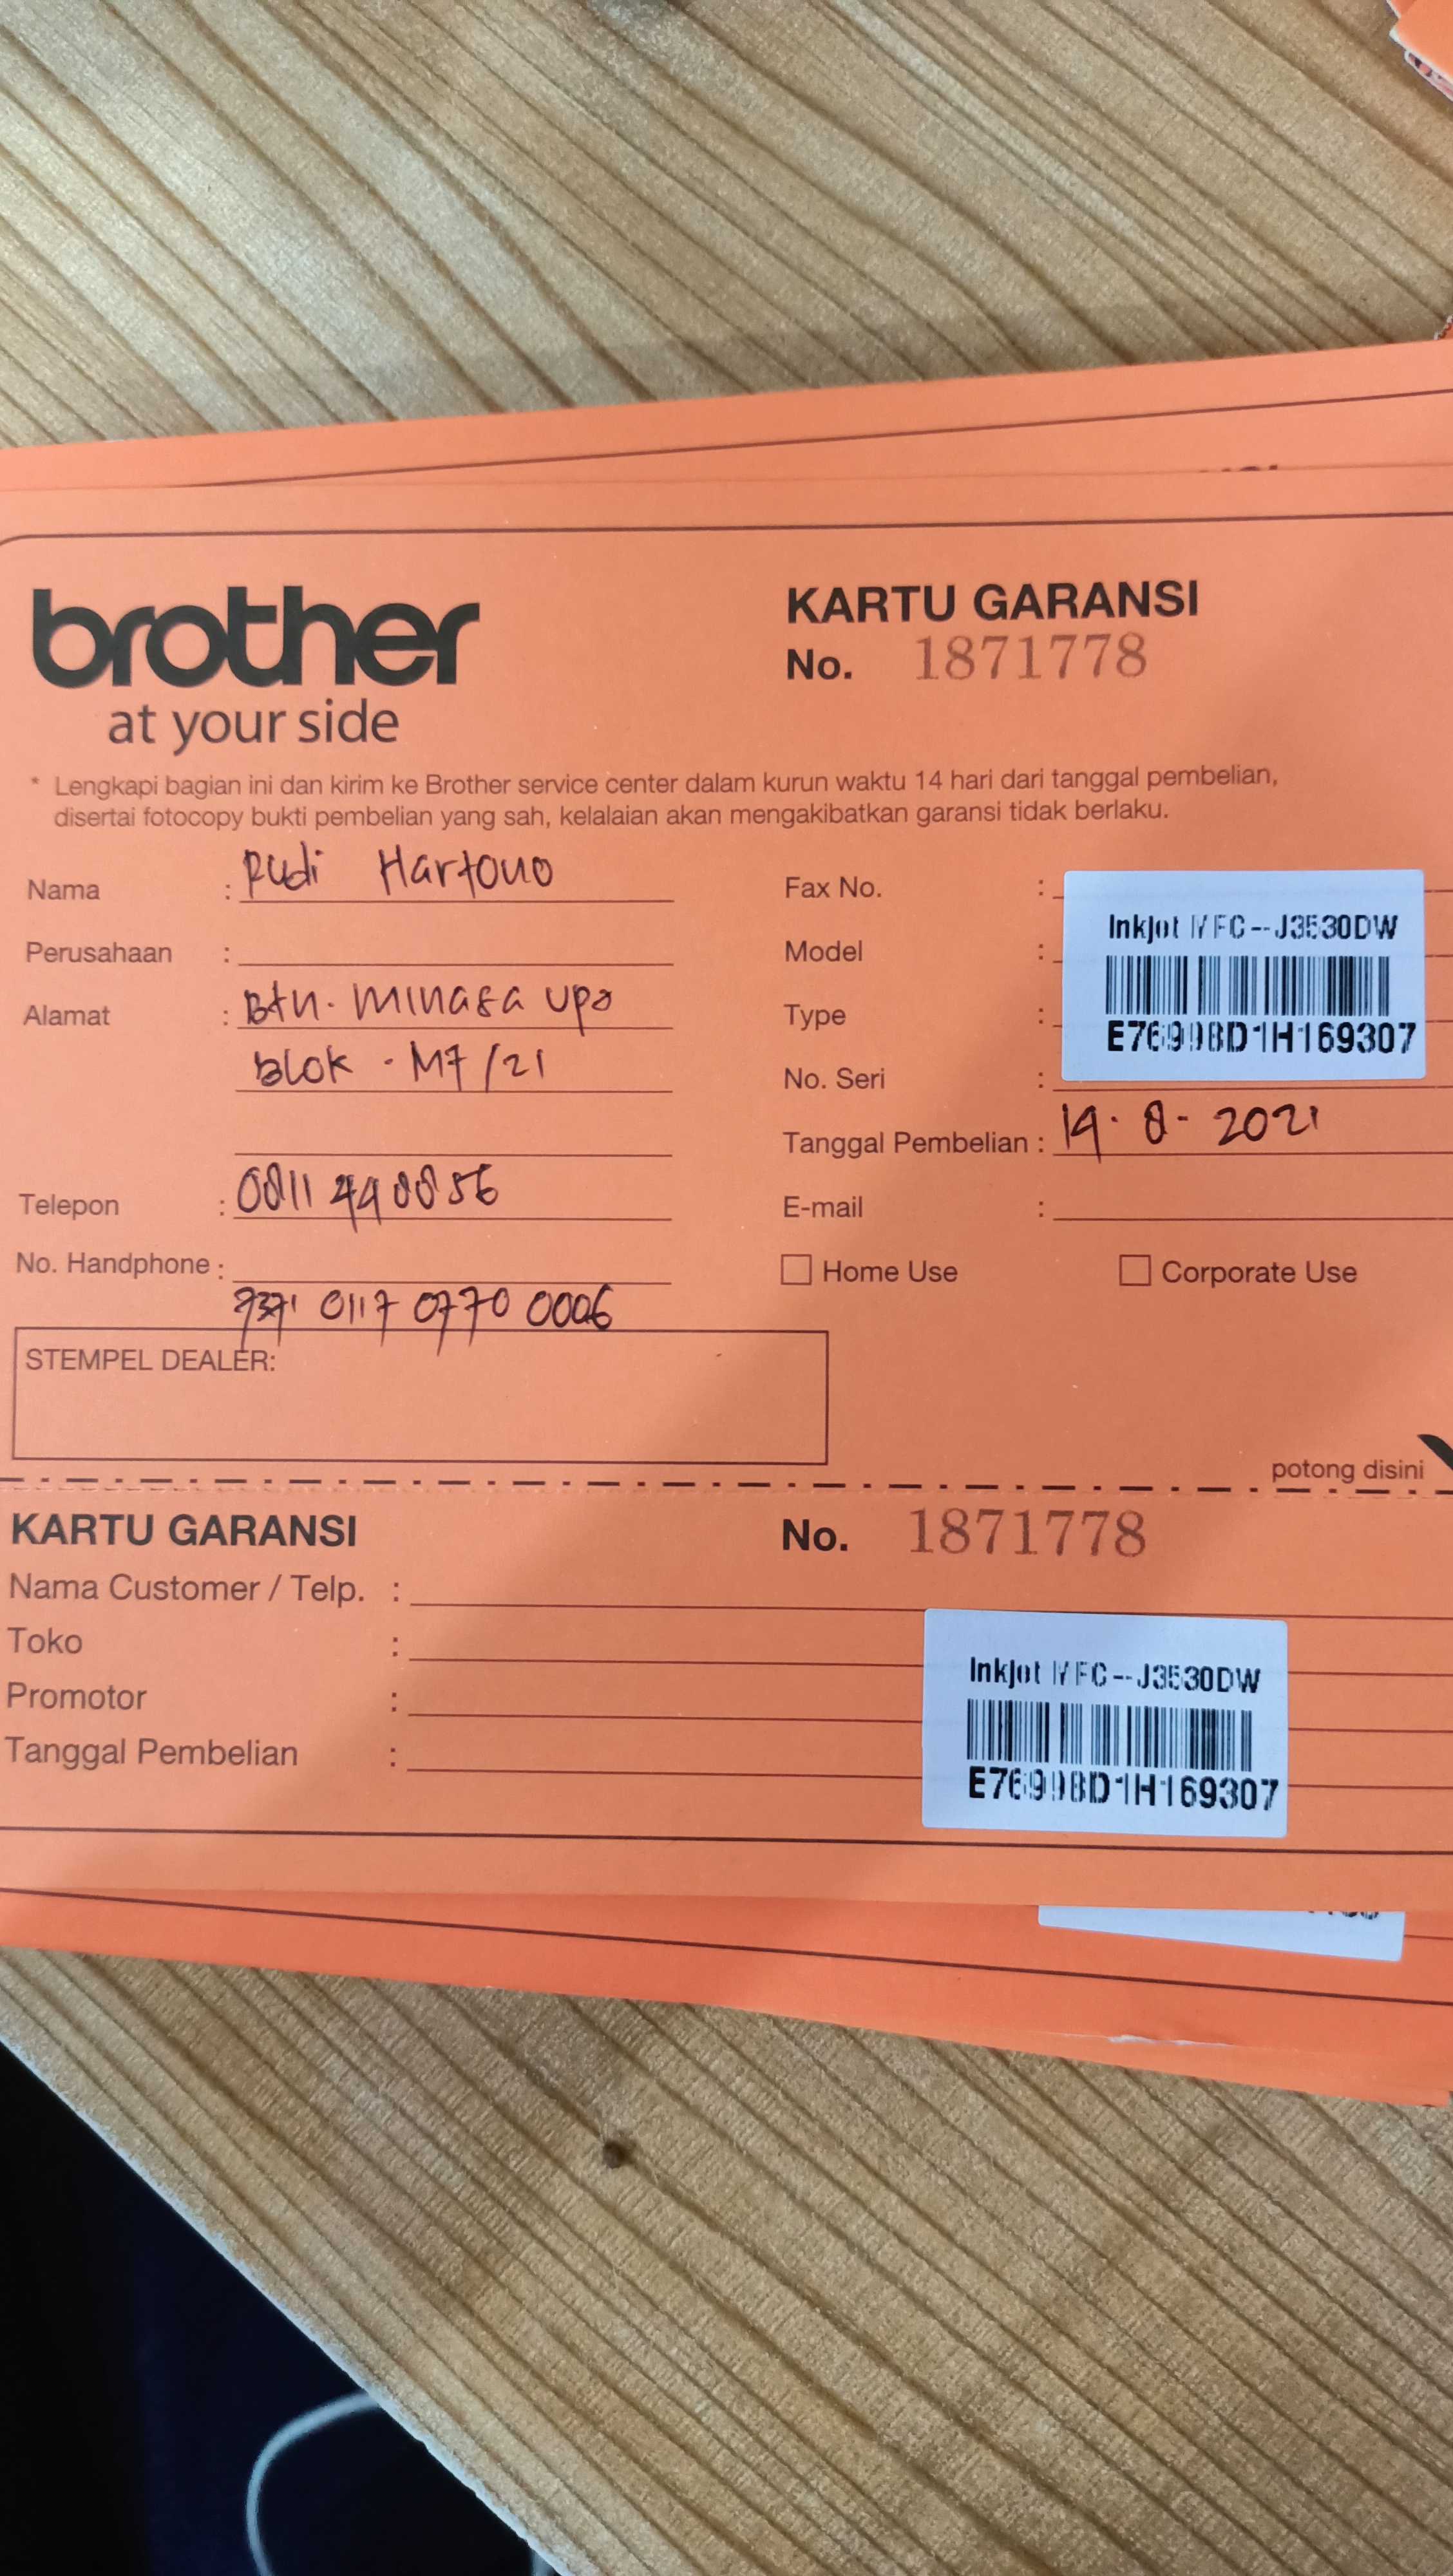 brother
at your side
KARTU GARANSI
No. 1871778
* Lengkapi bagian ini dan kirim ke Brother service center dalam kurun waktu 14 hari dari tanggal pembelian,
disertai fotocopy bukti pembelian yang sah, kelalaian akan mengakibatkan garansi tidak berlaku.
Nama : Rudi Hartono
Perusahaan :
Alamat : Btn. Minasa Upa
Blok - M7/21
Telepon : 0811 440056
No. Handphone :
7371 0117 0770 0006
Fax No. :
Model :
Type :
No. Seri :
InkJet MFC--J3530DW
Tanggal Pembelian : 19-8-2021
E-mail :
Home Use
Corporate Use
STEMPEL DEALER:
potong disini
KARTU GARANSI
No. 1871778
Nama Customer / Telp. :
Toko :
Promotor :
Tanggal Pembelian :
InkJet MFC--J3530DW